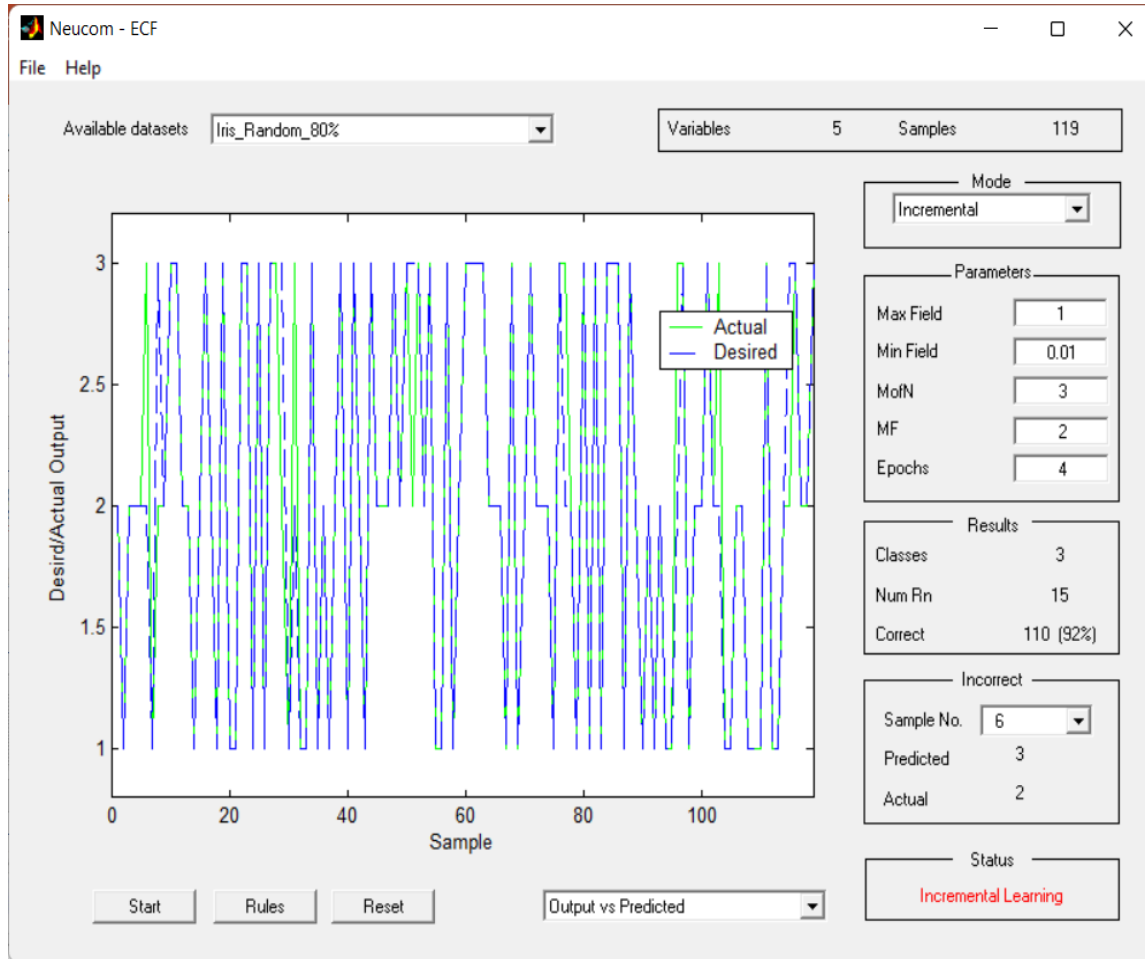 Neucom - ECF
File Help
Available datasets Iris_Random_80%
Variables 5 Samples 119
Mode
Incremental
Parameters
Max Field 1
Min Field 0.01
MofN 3
MF 2
Epochs 4
Results
Classes 3
Num Rn 15
Correct 110 (92%)
Incorrect
Sample No. 6
Predicted 3
Actual 2
Status
Incremental Learning
Desird/Actual Output
3
2.5
2
1.5
1
Actual
Desired
0 20 40 60 80 100
Sample
Start Rules Reset Output vs Predicted